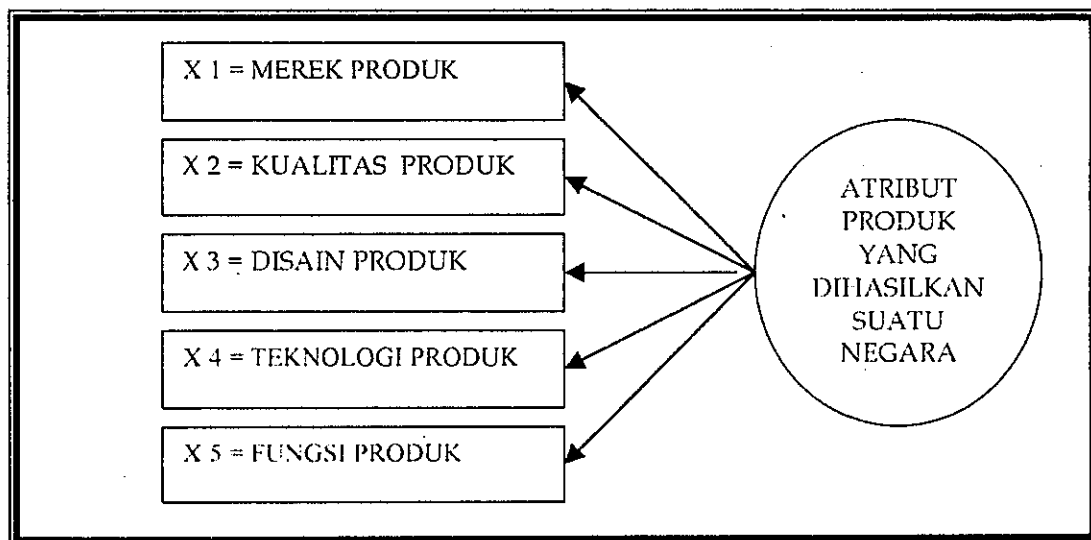 X 1 = MEREK PRODUK
X 2 = KUALITAS PRODUK
X 3 = DISAIN PRODUK
X 4 = TEKNOLOGI PRODUK
X 5 = FUNGSI PRODUK
ATRIBUT
PRODUK
YANG
DIHASILKAN
SUATU
NEGARA